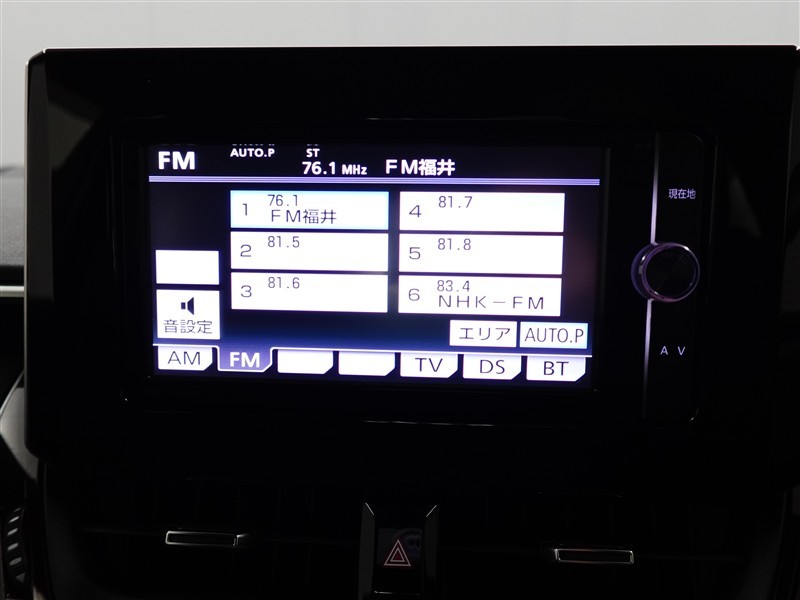 FM AUTO.P ST
76.1 MHz FM福井
1 76.1 FM福井
4 81.7
2 81.5
5 81.8
3 81.6
6 83.4 NHK-FM
音設定
エリア AUTO.P
AM FM TV DS BT
現在地
A V